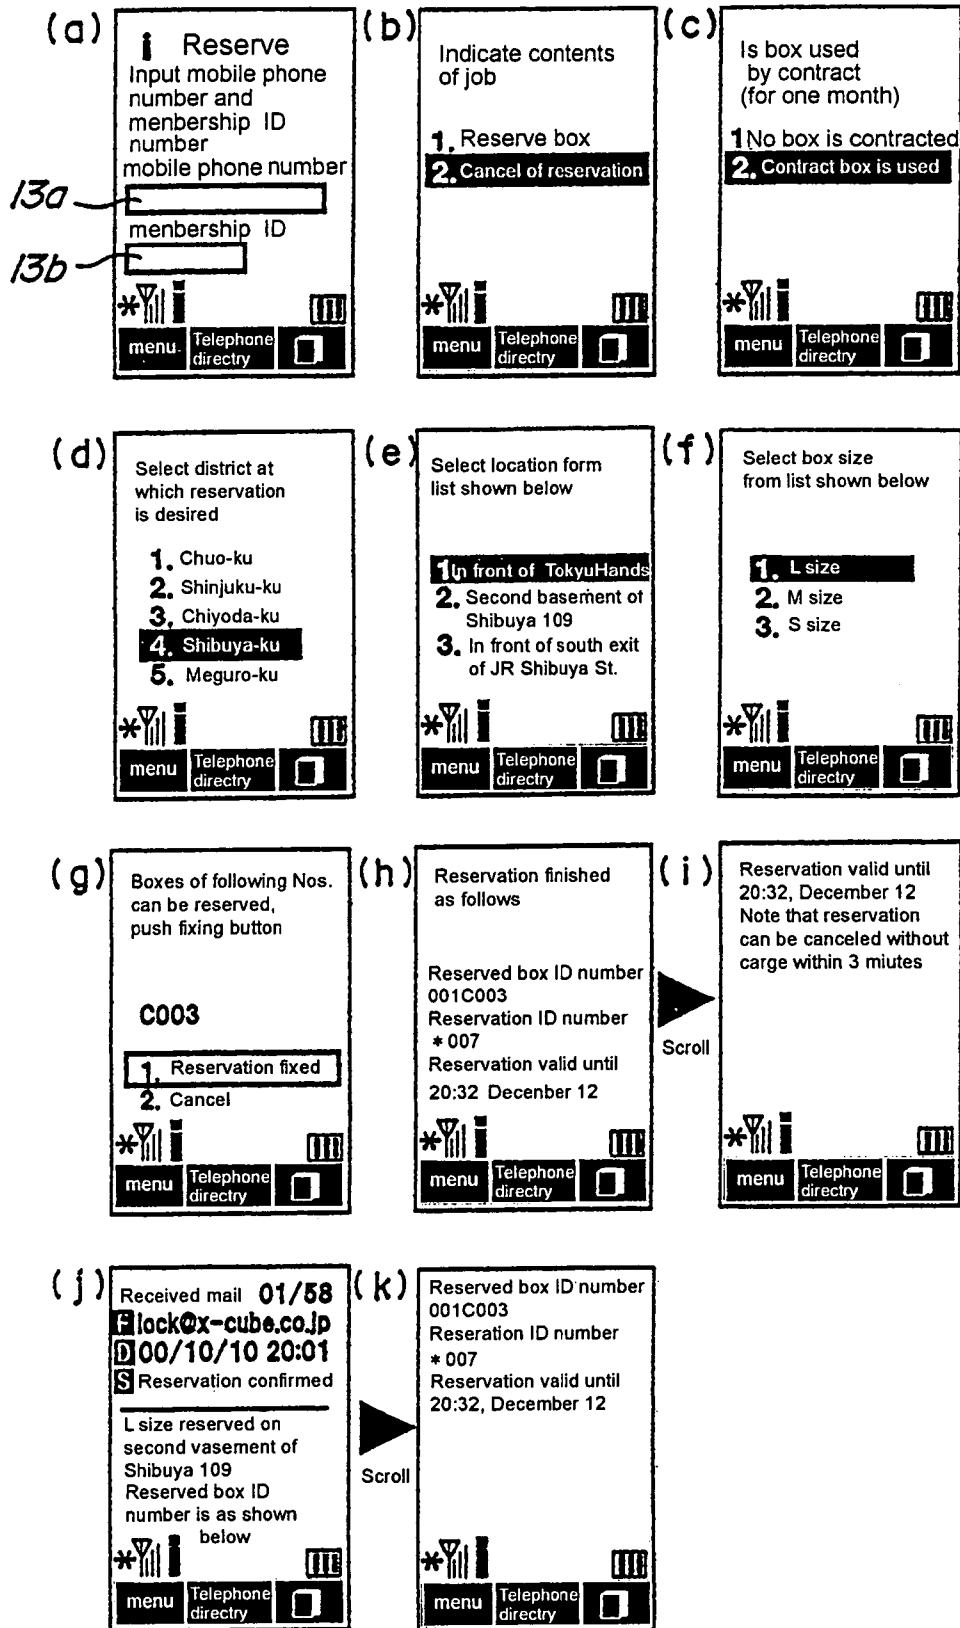 (a)
i Reserve
Input mobile phone
number and
menbership ID
number
mobile phone number
13a
menbership ID
13b
menu.
Telephone
directry
(b)
Indicate contents
of job
1. Reserve box
2. Cancel of reservation
menu
Telephone
directry
(c)
Is box used
by contract
(for one month)
1 No box is contracted
2. Contract box is used
menu
Telephone
directry
(d)
Select district at
which reservation
is desired
1. Chuo-ku
2. Shinjuku-ku
3. Chiyoda-ku
4. Shibuya-ku
5. Meguro-ku
menu
Telephone
directry
(e)
Select location form
list shown below
1 In front of TokyuHands
2. Second basement of
Shibuya 109
3. In front of south exit
of JR Shibuya St.
menu
Telephone
directry
(f)
Select box size
from list shown below
1. L size
2. M size
3. S size
menu
Telephone
directry
(g)
Boxes of following Nos.
can be reserved,
push fixing button
C003
1. Reservation fixed
2. Cancel
menu
Telephone
directry
(h)
Reservation finished
as follows
Reserved box ID number
001C003
Reservation ID number
* 007
Reservation valid until
20:32 Decenber 12
menu
Telephone
directry
Scroll
(i)
Reservation valid until
20:32, December 12
Note that reservation
can be canceled without
carge within 3 miutes
menu
Telephone
directry
(j)
Received mail 01/58
F lock@x-cube.co.jp
D 00/10/10 20:01
S Reservation confirmed
L size reserved on
second vasement of
Shibuya 109
Reserved box ID
number is as shown
below
menu
Telephone
directry
Scroll
(k)
Reserved box ID number
001C003
Reseration ID number
* 007
Reservation valid until
20:32, December 12
menu
Telephone
directry